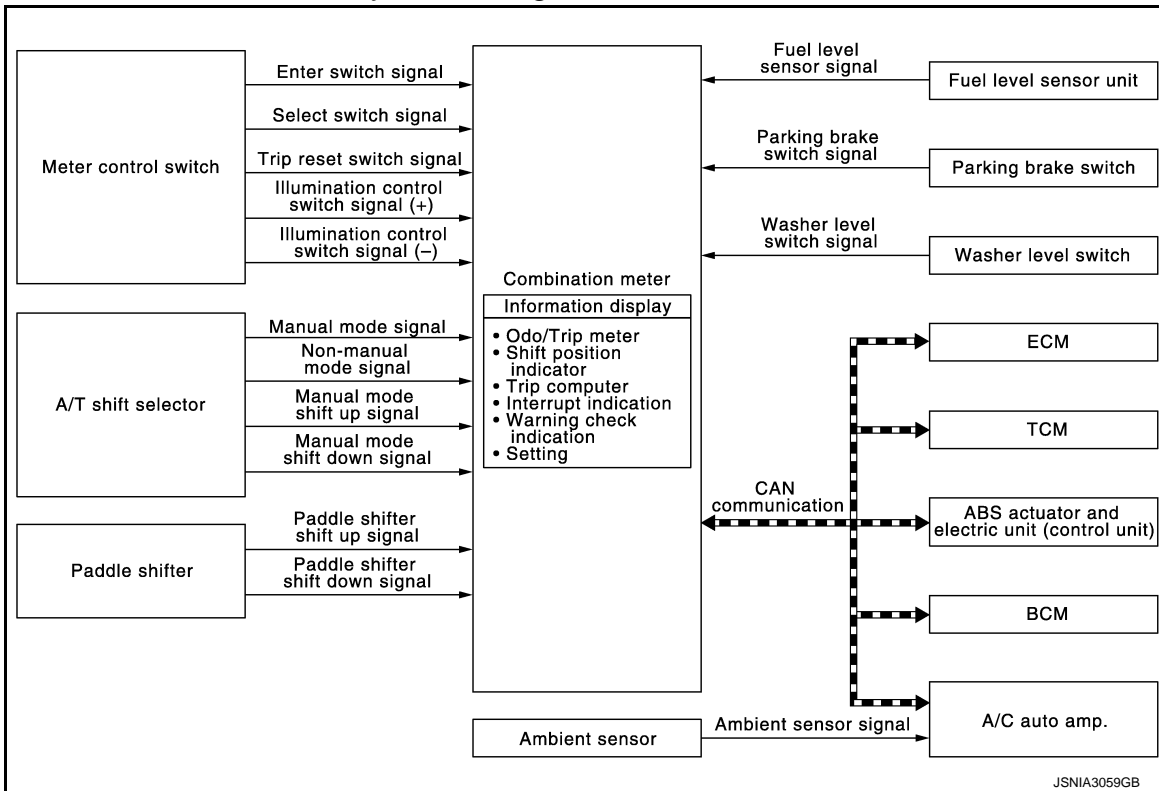 Meter control switch
Enter switch signal
Select switch signal
Trip reset switch signal
Illumination control
switch signal (+)
Illumination control
switch signal (–)
A/T shift selector
Manual mode signal
Non-manual
mode signal
Manual mode
shift up signal
Manual mode
shift down signal
Paddle shifter
Paddle shifter
shift up signal
Paddle shifter
shift down signal
Combination meter
Information display
• Odo/Trip meter
• Shift position
indicator
• Trip computer
• Interrupt indication
• Warning check
indication
• Setting
Fuel level
sensor signal
Fuel level sensor unit
Parking brake
switch signal
Parking brake switch
Washer level
switch signal
Washer level switch
CAN
communication
ECM
TCM
ABS actuator and
electric unit (control unit)
BCM
A/C auto amp.
Ambient sensor
Ambient sensor signal
JSNIA3059GB